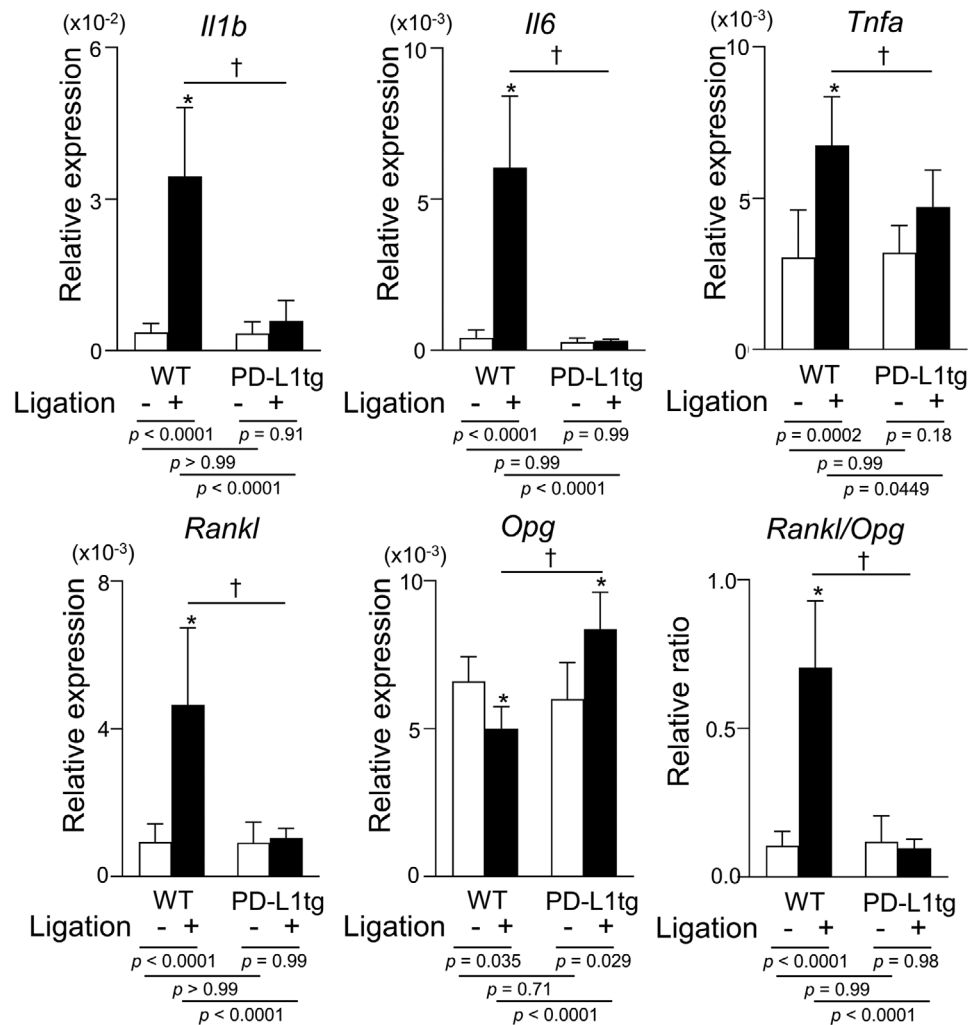 (x10⁻²) Il1b
Relative expression
6
†
*
3
0
WT PD-L1tg
Ligation - + - +
p < 0.0001 p = 0.91
p > 0.99
p < 0.0001
(x10⁻³) Il6
Relative expression
10
†
*
5
0
WT PD-L1tg
Ligation - + - +
p < 0.0001 p = 0.99
p = 0.99
p < 0.0001
(x10⁻³) Tnfa
Relative expression
10
†
*
5
0
WT PD-L1tg
Ligation - + - +
p = 0.0002 p = 0.18
p = 0.99
p = 0.0449
(x10⁻³) Rankl
Relative expression
8
†
*
4
0
WT PD-L1tg
Ligation - + - +
p < 0.0001 p = 0.99
p > 0.99
p < 0.0001
(x10⁻³) Opg
Relative expression
10
†
*
*
5
0
WT PD-L1tg
Ligation - + - +
p = 0.035 p = 0.029
p = 0.71
p < 0.0001
Rankl/Opg
Relative ratio
1.0
†
*
0.5
0.0
WT PD-L1tg
Ligation - + - +
p < 0.0001 p = 0.98
p = 0.99
p < 0.0001